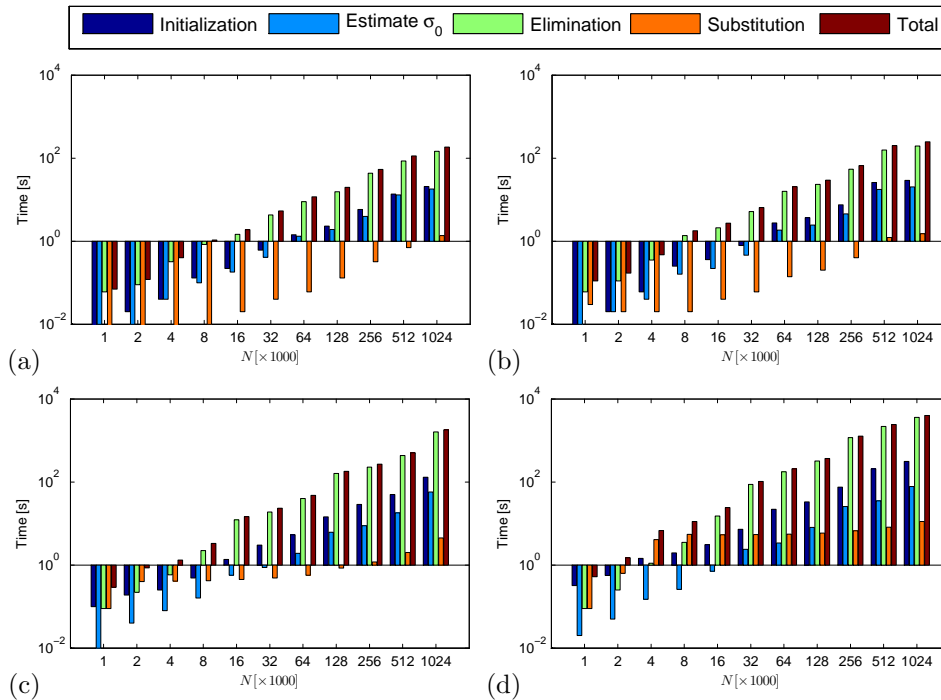 Initialization Estimate σ0 Elimination Substitution Total
10^4
10^2
10^0
10^-2
Time [s]
1 2 4 8 16 32 64 128 256 512 1024
N[×1000]
(a)
10^4
10^2
10^0
10^-2
Time [s]
1 2 4 8 16 32 64 128 256 512 1024
N[×1000]
(b)
10^4
10^2
10^0
10^-2
Time [s]
1 2 4 8 16 32 64 128 256 512 1024
N[×1000]
(c)
10^4
10^2
10^0
10^-2
Time [s]
1 2 4 8 16 32 64 128 256 512 1024
N[×1000]
(d)